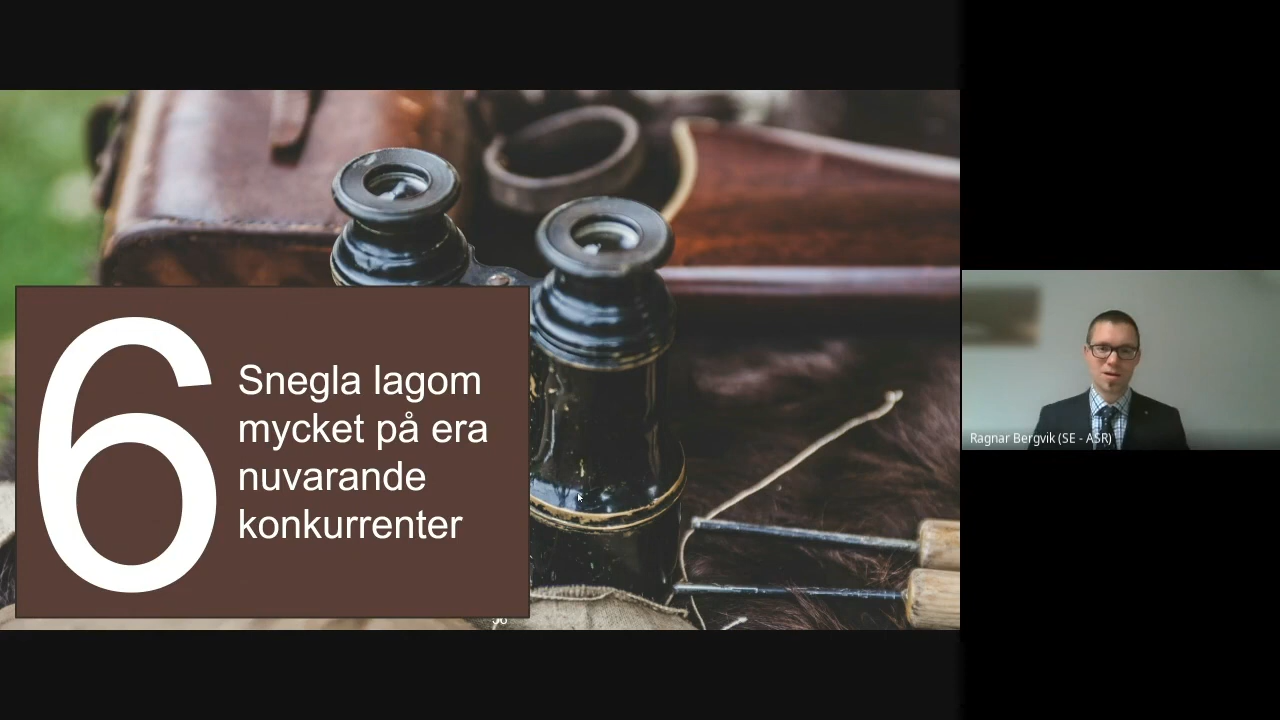 6
Snegla lagom
mycket på era
nuvarande
konkurrenter
Ragnar Bergvik (SE - ASR)